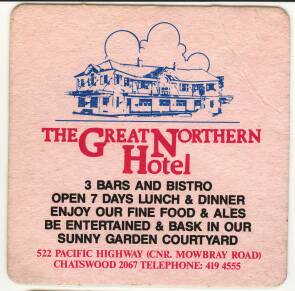 THE GREAT NORTHERN
HOTEL
3 BARS AND BISTRO
OPEN 7 DAYS LUNCH & DINNER
ENJOY OUR FINE FOOD & ALES
BE ENTERTAINED & BASK IN OUR
SUNNY GARDEN COURTYARD
522 PACIFIC HIGHWAY (CNR. MOWBRAY ROAD)
CHATSWOOD 2067 TELEPHONE: 419 4555